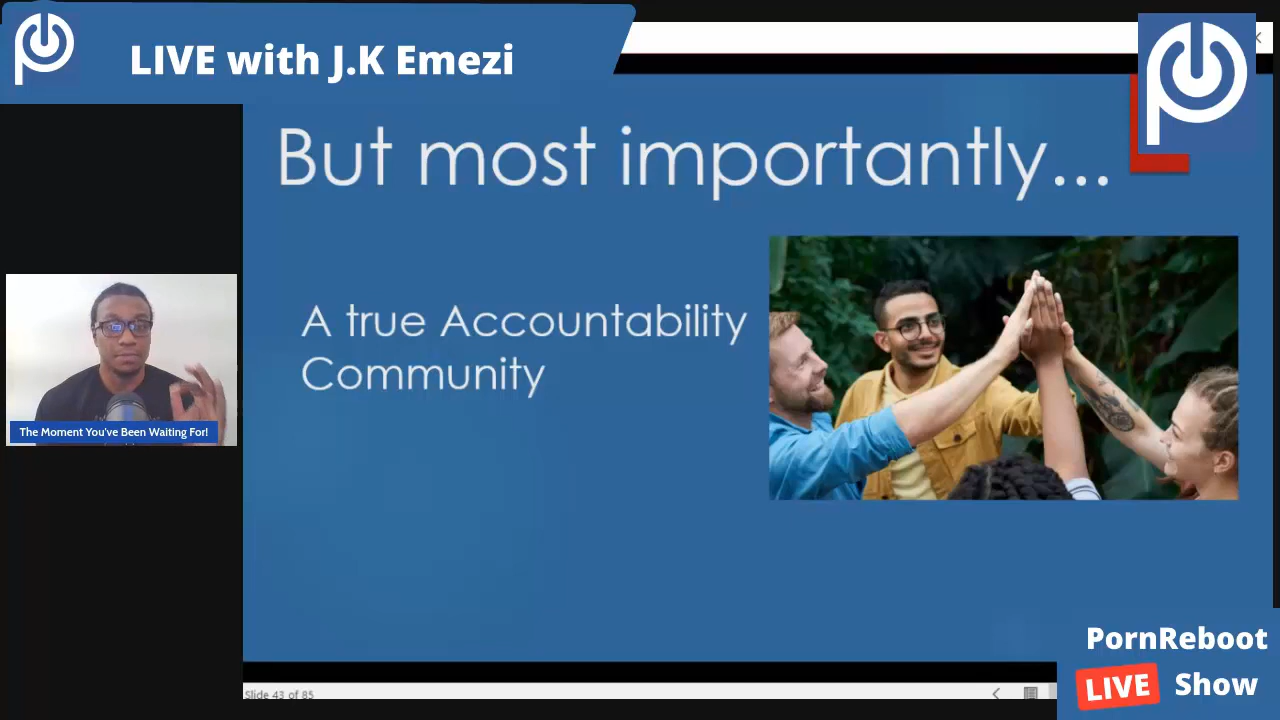 LIVE with J.K Emezi
But most importantly...
A true Accountability
Community
The Moment You've Been Waiting For!
Slide 43 of 85
PornReboot
LIVE Show